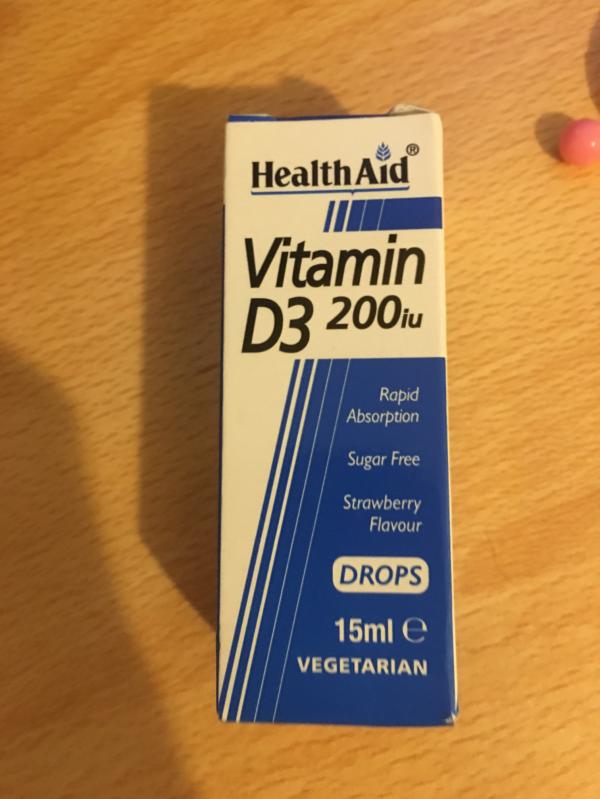 HealthAid®
Vitamin
D3 200iu
Rapid
Absorption
Sugar Free
Strawberry
Flavour
DROPS
15ml ℮
VEGETARIAN